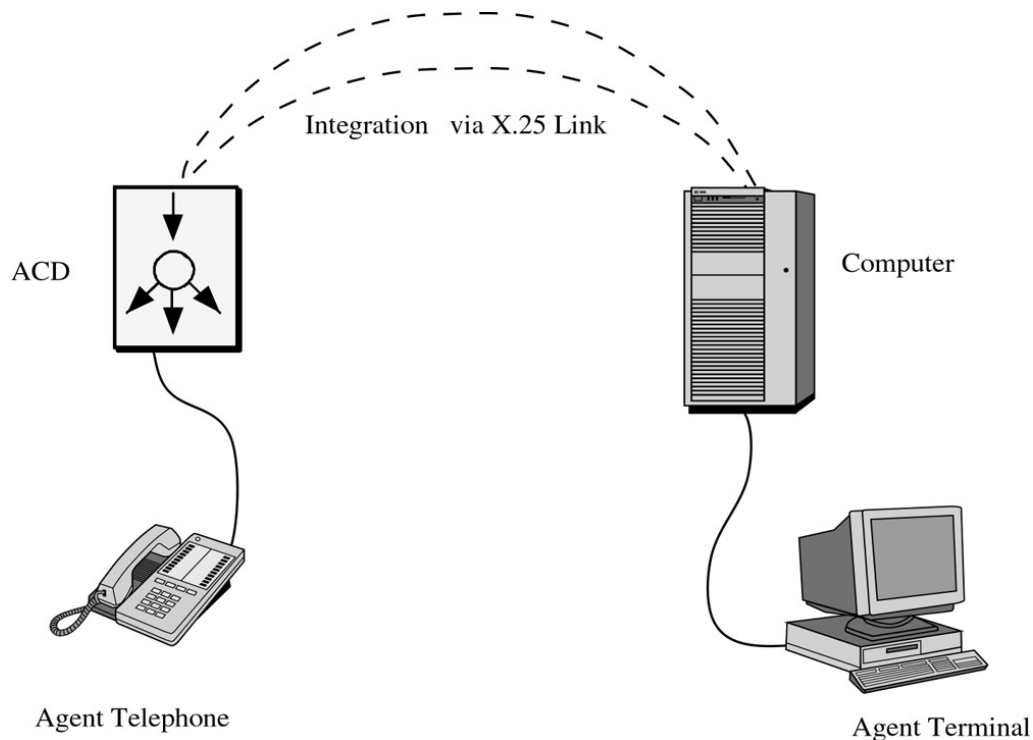 Integration via X.25 Link
ACD
Computer
Agent Telephone
Agent Terminal